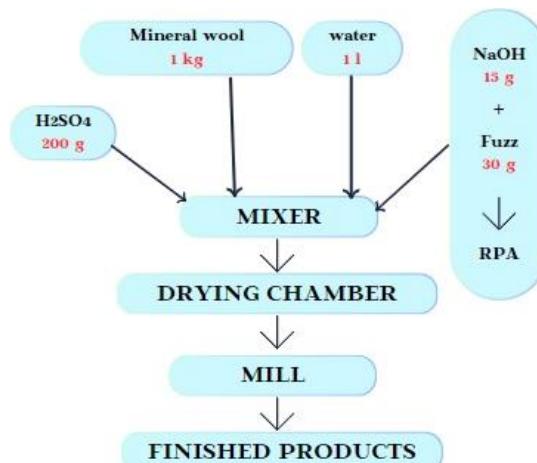 Mineral wool
1 kg
water
1 l
NaOH
15 g
+
Fuzz
30 g
RPA
H2SO4
200 g
MIXER
DRYING CHAMBER
MILL
FINISHED PRODUCTS